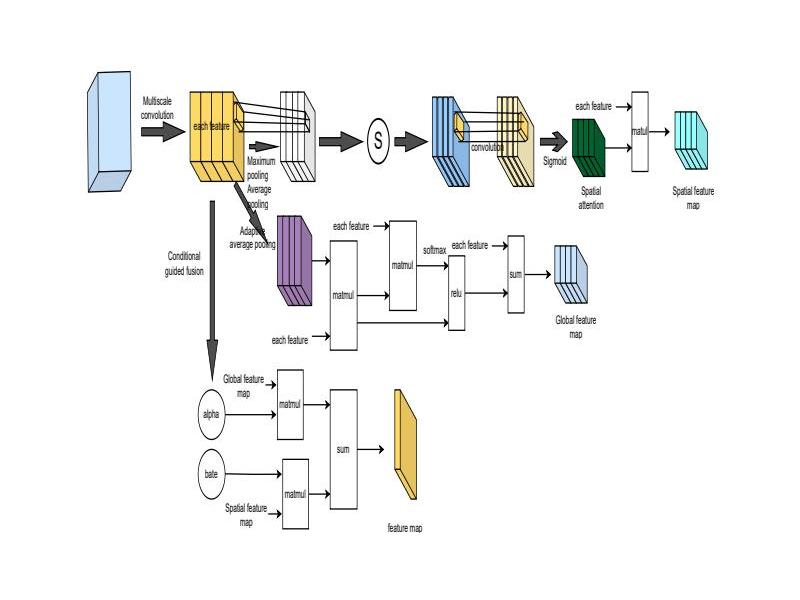 Multiscale
convolution
each feature
Maximum
pooling
Average
pooling
S
convolution
Sigmoid
Spatial
attention
each feature
matul
Spatial feature
map
Adaptive
average pooling
each feature
matmul
each feature
matmul
softmax
relu
each feature
sum
Global feature
map
Conditional
guided fusion
alpha
Global feature
map
matmul
bate
Spatial feature
map
matmul
sum
feature map